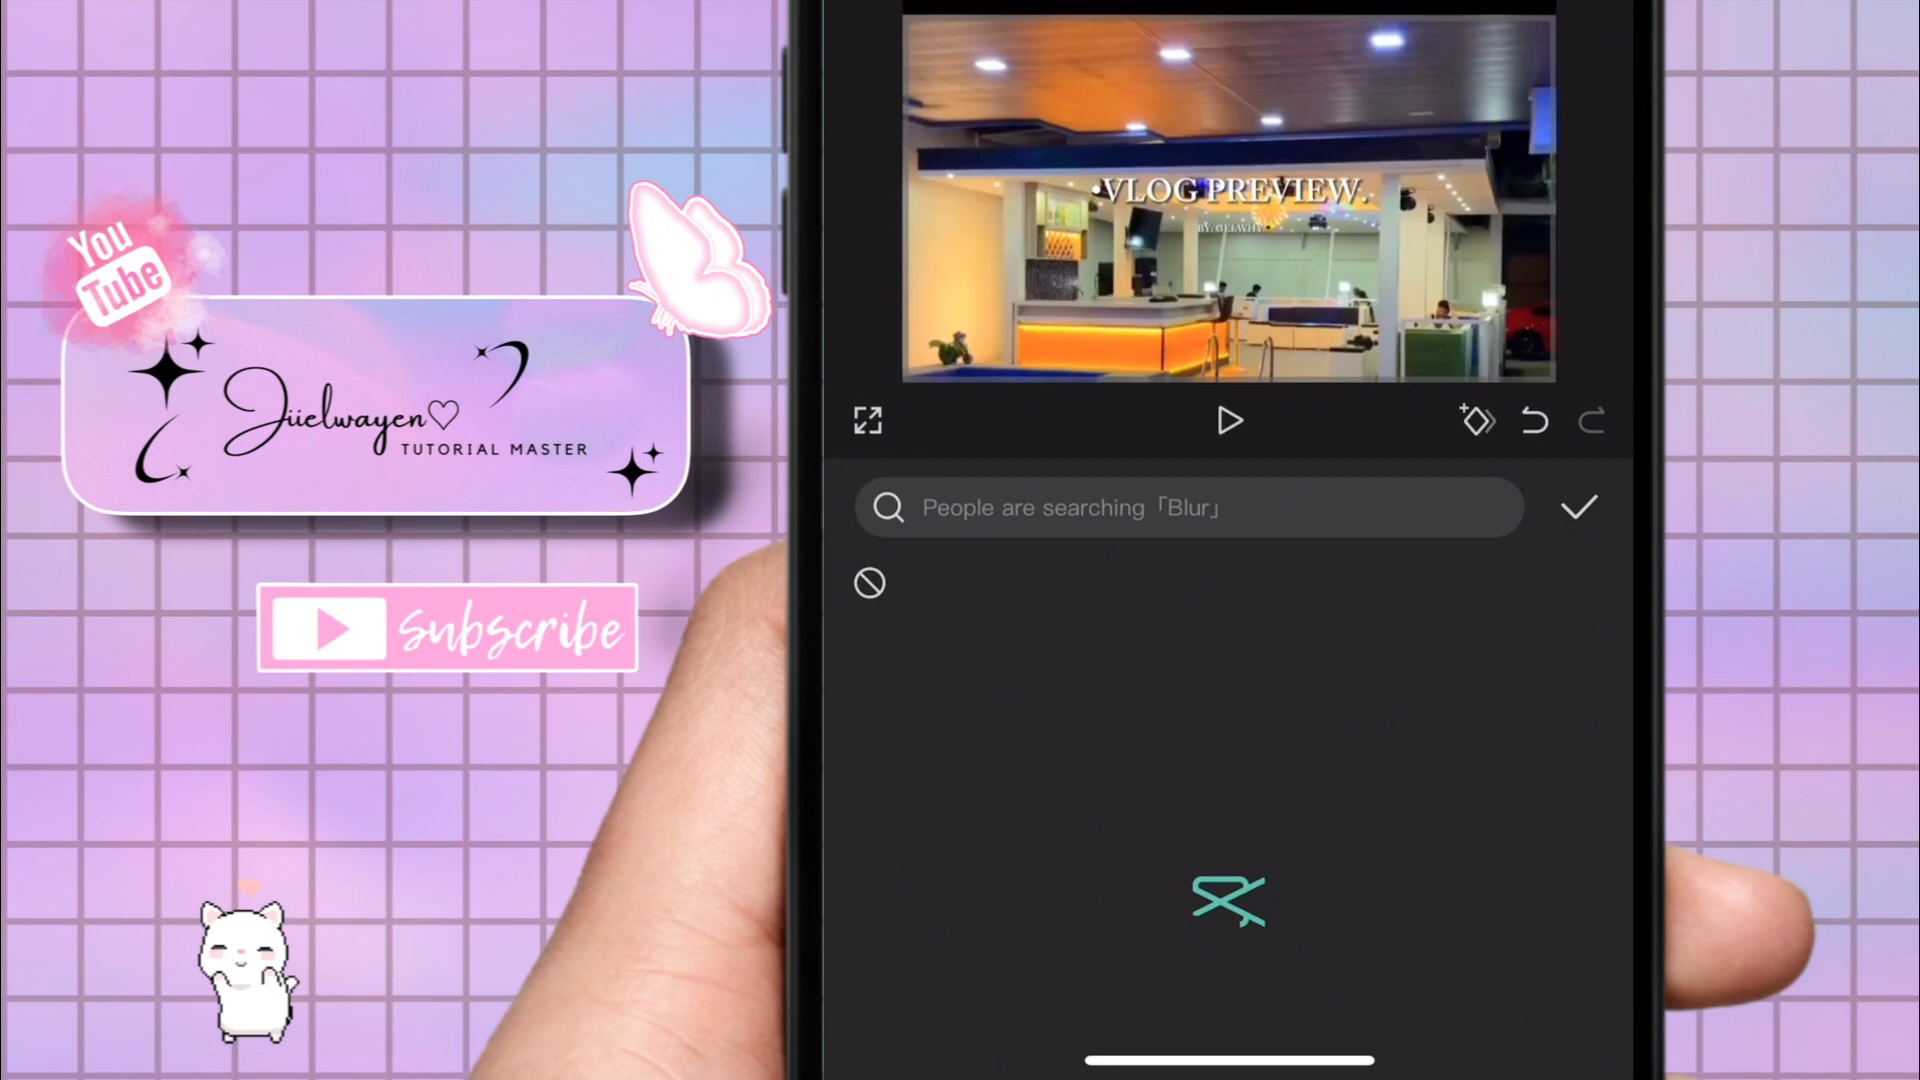 You
Tube
Jiielwayen♡
TUTORIAL MASTER
Subscribe
•VLOG PREVIEW.
People are searching「Blur」